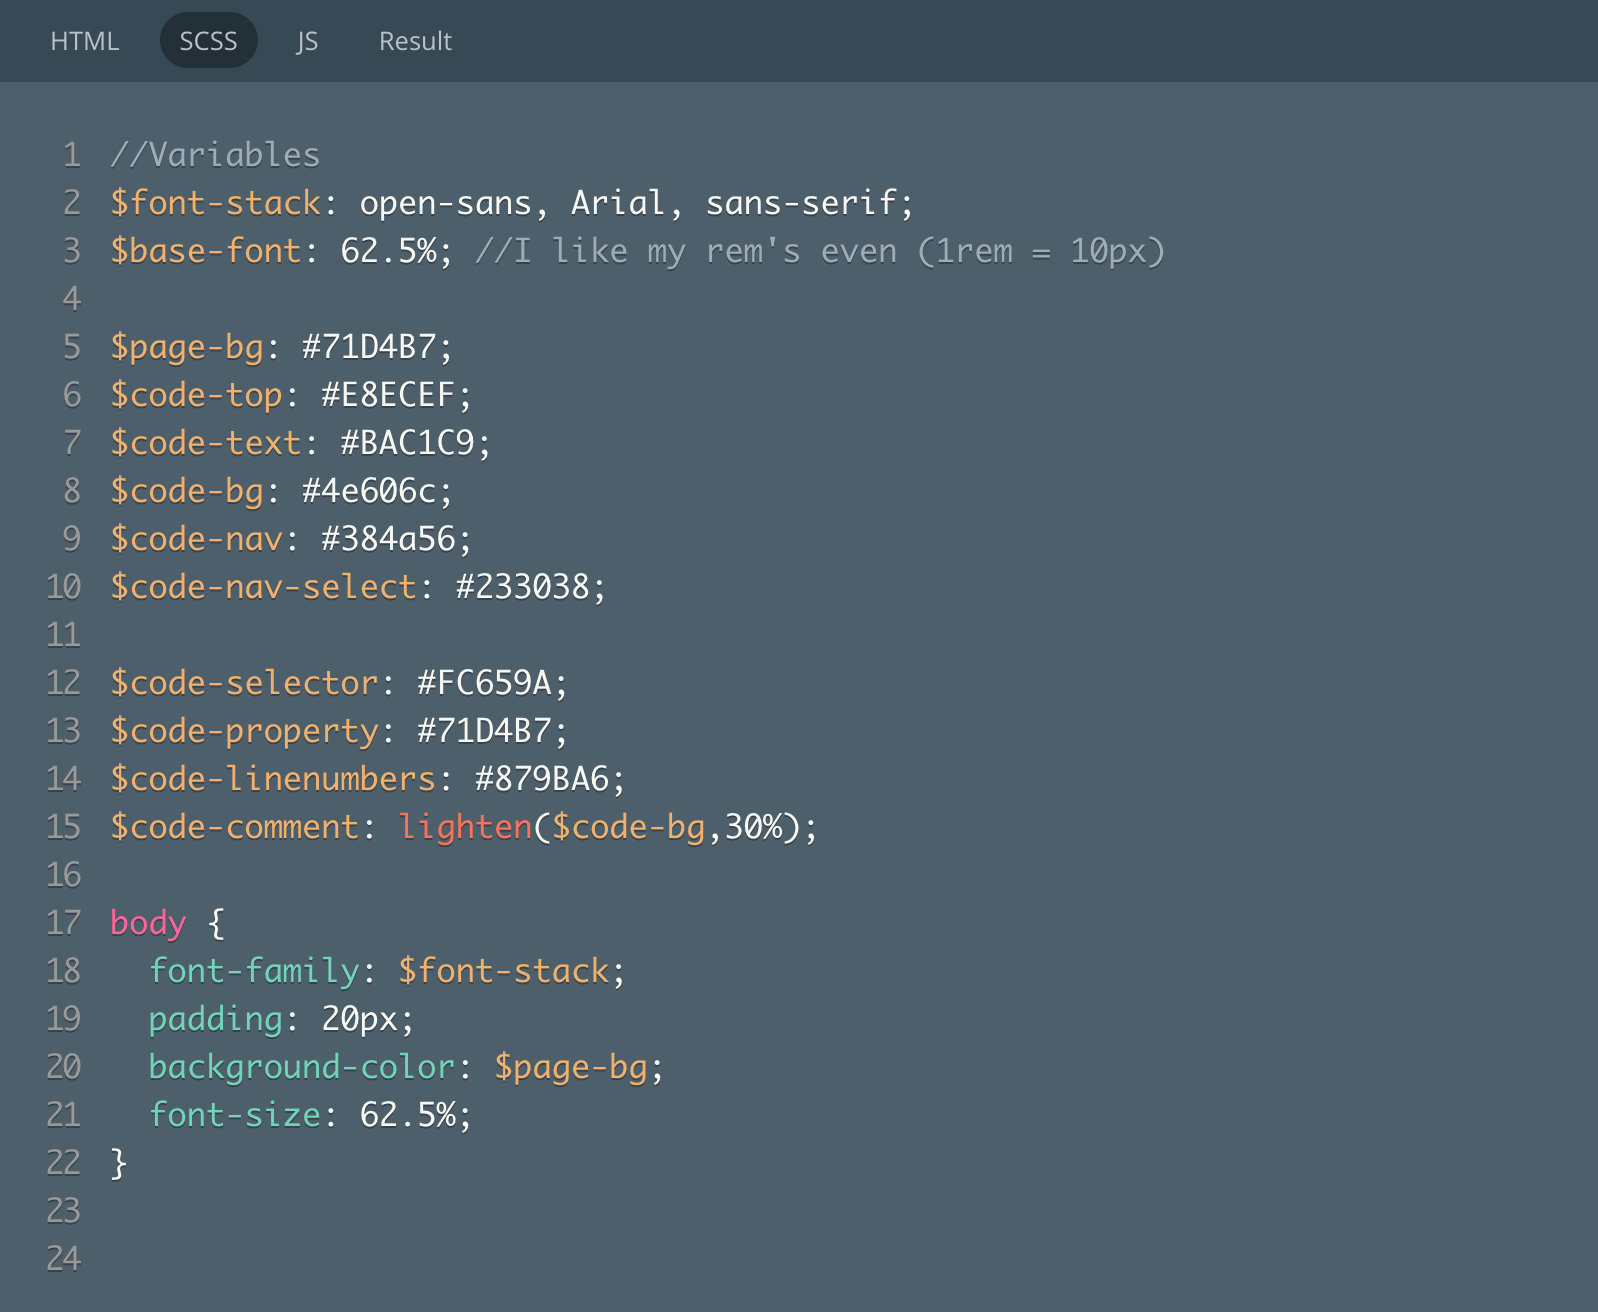 HTML SCSS JS Result
1 //Variables
2 $font-stack: open-sans, Arial, sans-serif;
3 $base-font: 62.5%; //I like my rem's even (1rem = 10px)
4
5 $page-bg: #71D4B7;
6 $code-top: #E8ECEF;
7 $code-text: #BAC1C9;
8 $code-bg: #4e606c;
9 $code-nav: #384a56;
10 $code-nav-select: #233038;
11
12 $code-selector: #FC659A;
13 $code-property: #71D4B7;
14 $code-linenumbers: #879BA6;
15 $code-comment: lighten($code-bg,30%);
16
17 body {
18   font-family: $font-stack;
19   padding: 20px;
20   background-color: $page-bg;
21   font-size: 62.5%;
22 }
23
24